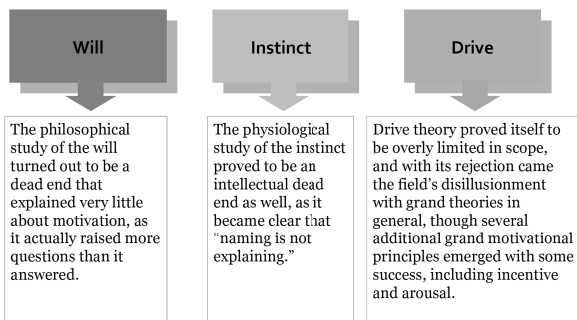 Will
The philosophical
study of the will
turned out to be a
dead end that
explained very little
about motivation, as
it actually raised more
questions than it
answered.
Instinct
The physiological
study of the instinct
proved to be an
intellectual dead
end as well, as it
became clear that
“naming is not
explaining.”
Drive
Drive theory proved itself to
be overly limited in scope,
and with its rejection came
the field’s disillusionment
with grand theories in
general, though several
additional grand motivational
principles emerged with some
success, including incentive
and arousal.